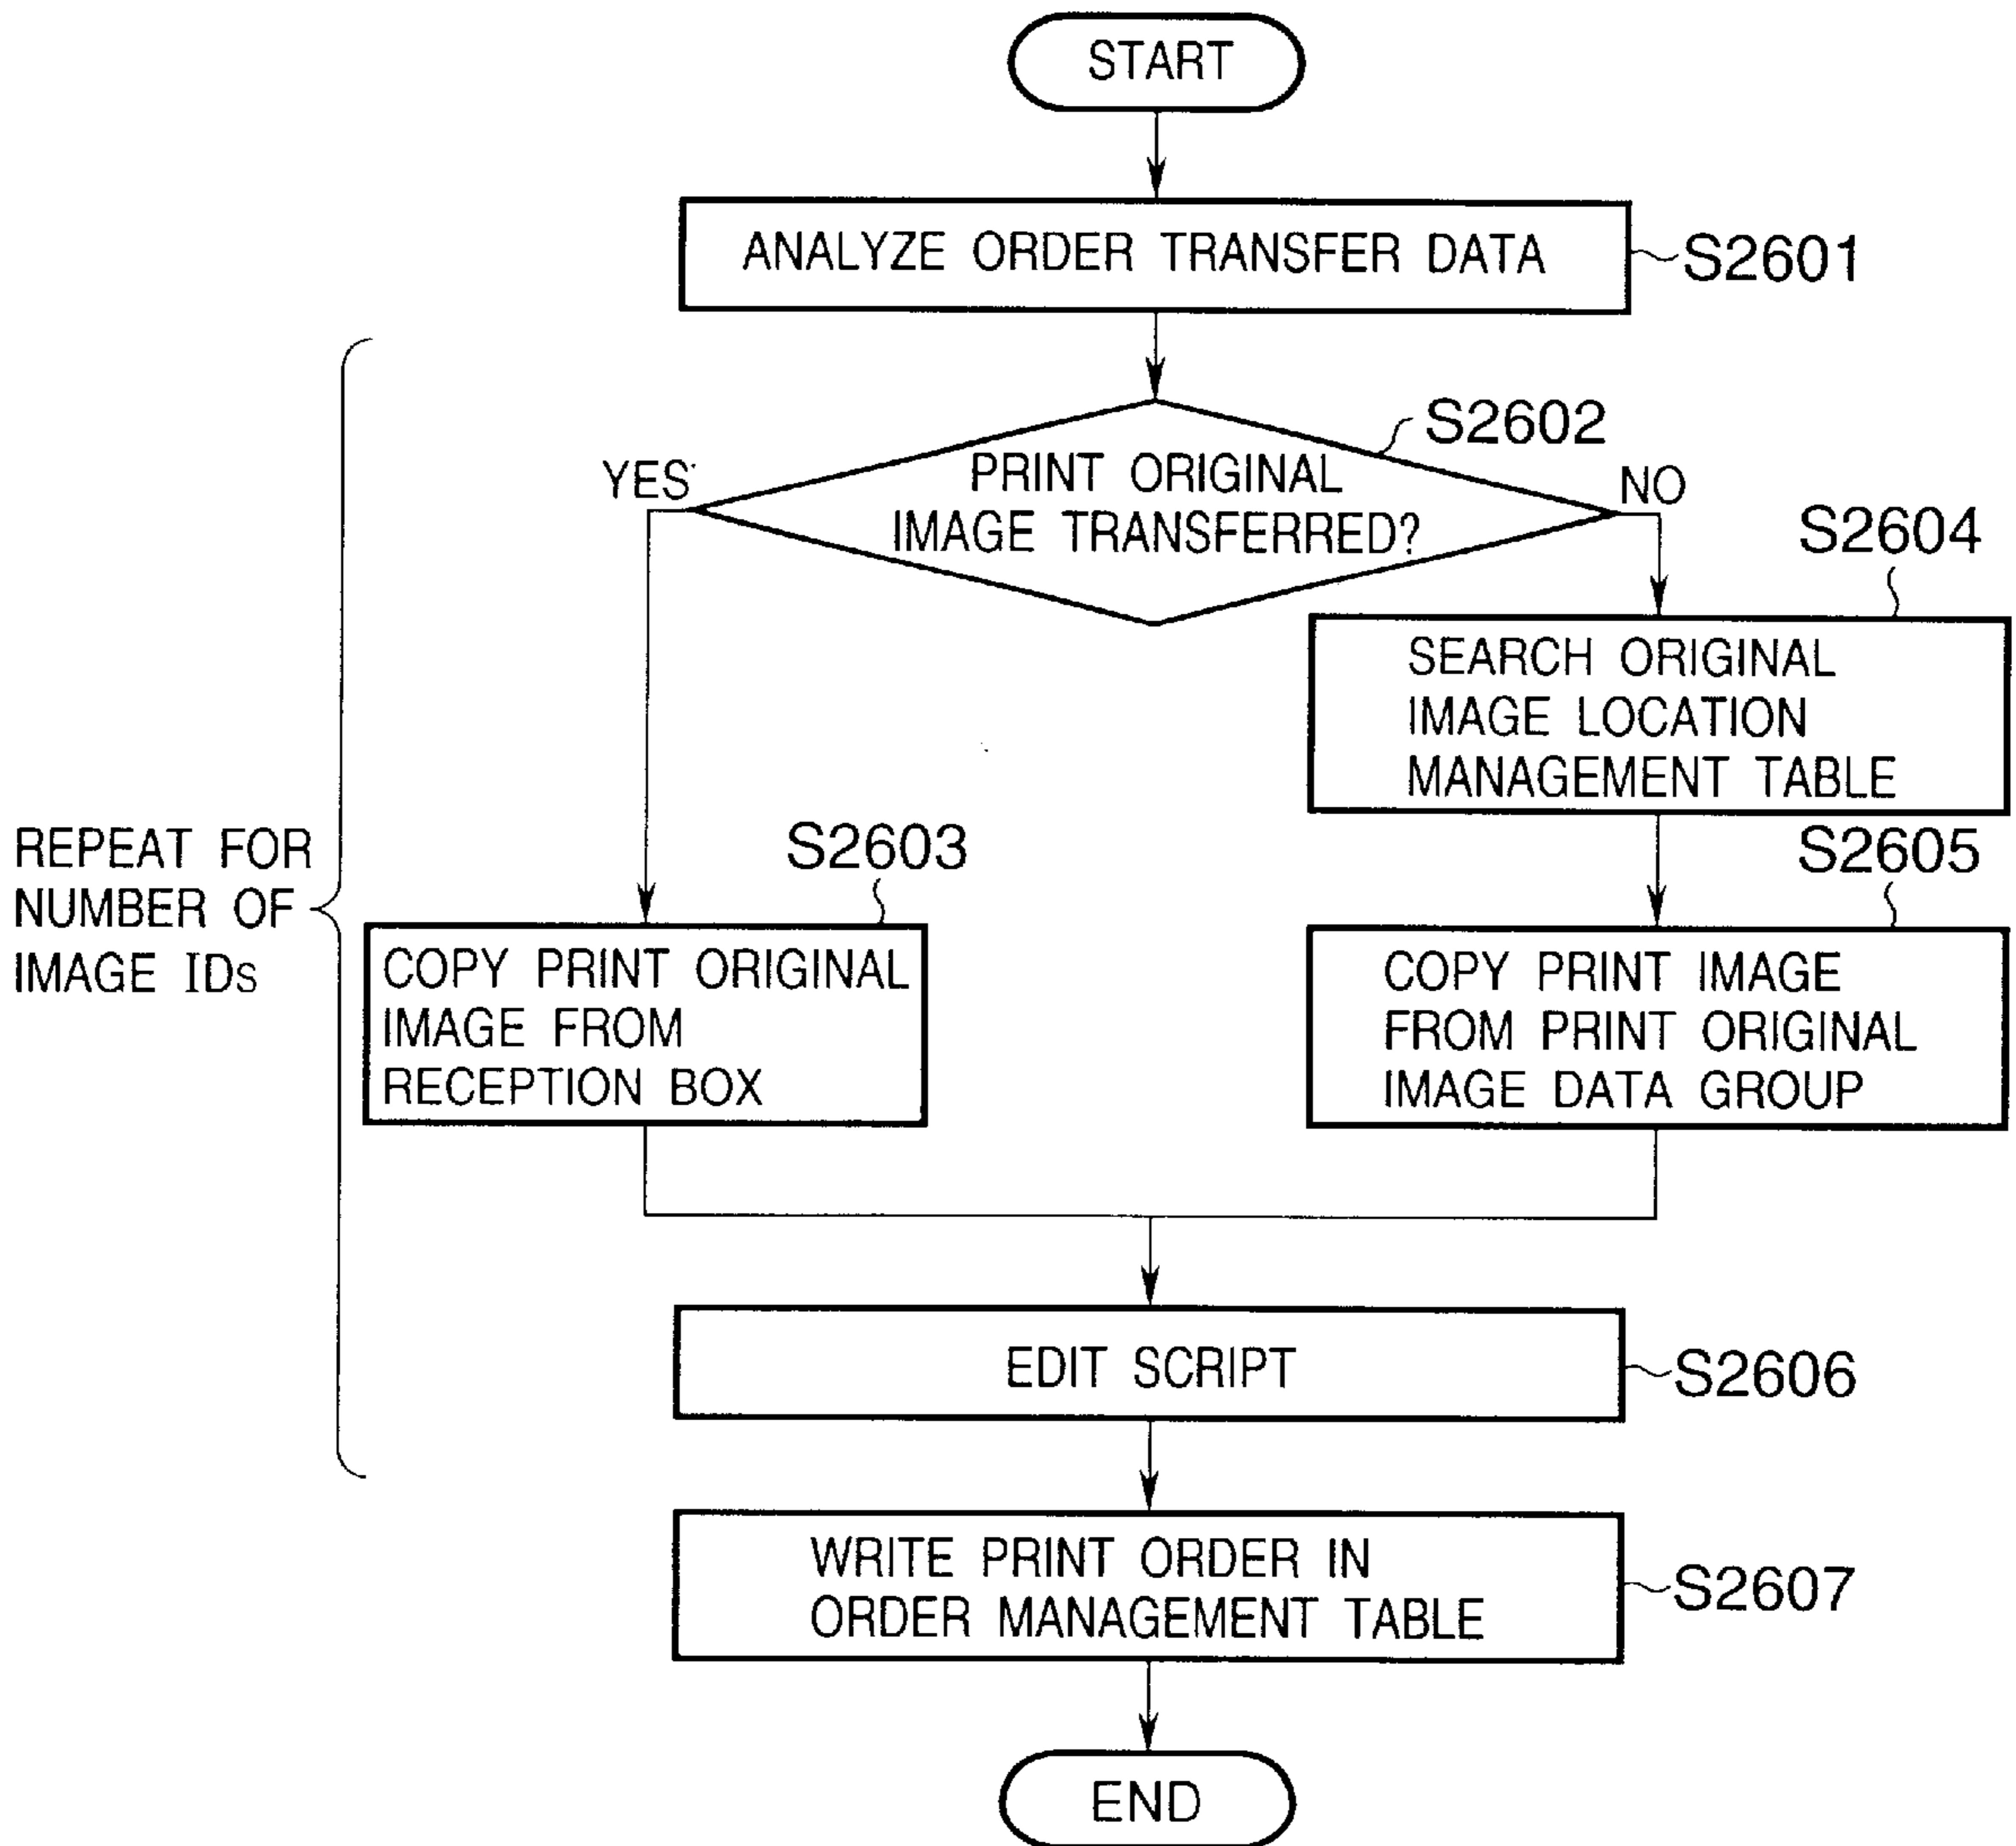 START
ANALYZE ORDER TRANSFER DATA
S2601
S2602
YES
PRINT ORIGINAL
IMAGE TRANSFERRED?
NO
S2604
SEARCH ORIGINAL
IMAGE LOCATION
MANAGEMENT TABLE
REPEAT FOR
NUMBER OF
IMAGE IDs
S2603
COPY PRINT ORIGINAL
IMAGE FROM
RECEPTION BOX
S2605
COPY PRINT IMAGE
FROM PRINT ORIGINAL
IMAGE DATA GROUP
EDIT SCRIPT
S2606
WRITE PRINT ORDER IN
ORDER MANAGEMENT TABLE
S2607
END